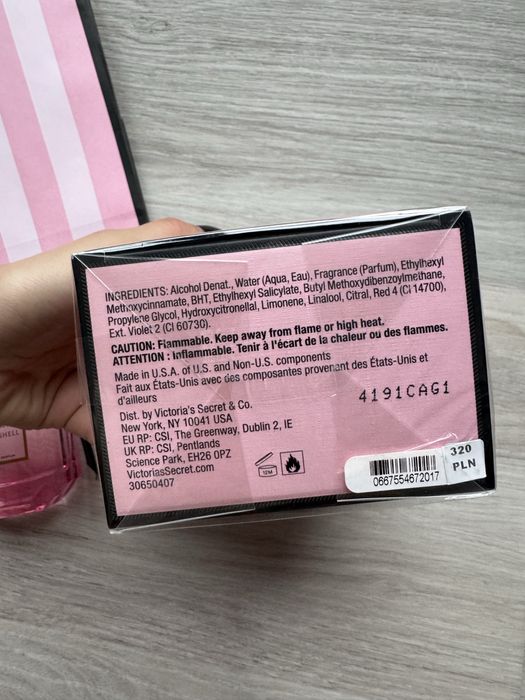 INGREDIENTS: Alcohol Denat., Water (Aqua, Eau), Fragrance (Parfum), Ethylhexyl
Methoxycinnamate, BHT, Ethylhexyl Salicylate, Butyl Methoxydibenzoylmethane,
Propylene Glycol, Hydroxycitronellal, Limonene, Linalool, Citral, Red 4 (CI 14700),
Ext. Violet 2 (CI 60730).
CAUTION: Flammable. Keep away from flame or high heat.
ATTENTION : Inflammable. Tenir à l'écart de la chaleur ou des flammes.
Made in U.S.A. of U.S. and Non-U.S. components
Fait aux États-Unis avec des composantes provenant des États-Unis et
d'ailleurs
4191CAG1
Dist. by Victoria's Secret & Co.
New York, NY 10041 USA
EU RP: CSI, The Greenway, Dublin 2, IE
UK RP: CSI, Pentlands
Science Park, EH26 0PZ
VictoriasSecret.com
30650407
12M
320
PLN
0667554672017